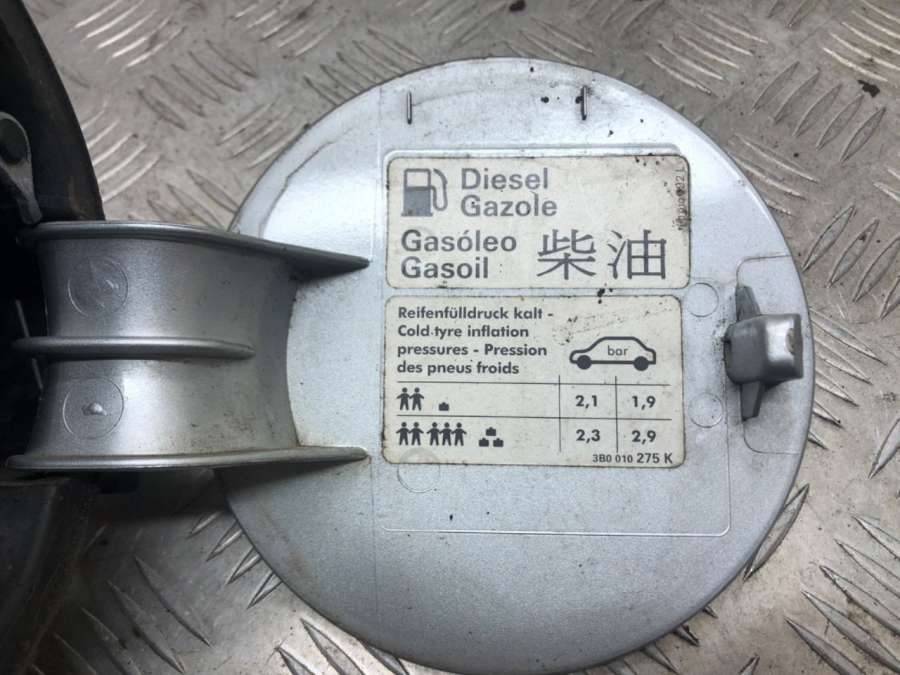 Diesel
Gazole
Gasóleo
Gasoil
柴油
Reifenfülldruck kalt -
Cold tyre inflation
pressures - Pression
des pneus froids
bar
2,1 1,9
2,3 2,9
3B0 010 275 K